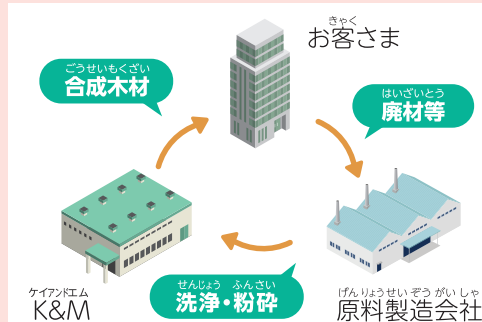 きゃく
お客さま
ごうせいもくざい
合成木材
はいざいとう
廃材等
ケイアンドエム
K&M
せんじょう ふんさい
洗浄・粉砕
げんりょうせいぞうがいしゃ
原料製造会社